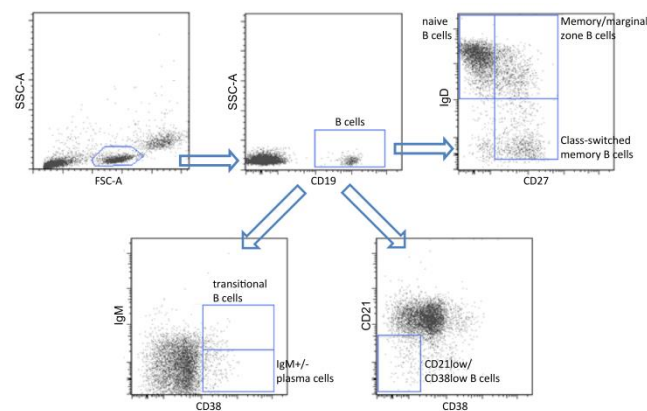 SSC-A
FSC-A
SSC-A
B cells
CD19
naive
B cells
Memory/marginal
zone B cells
IgD
Class-switched
memory B cells
CD27
IgM
transitional
B cells
IgM+/-
plasma cells
CD38
CD21
CD21low/
CD38low B cells
CD38